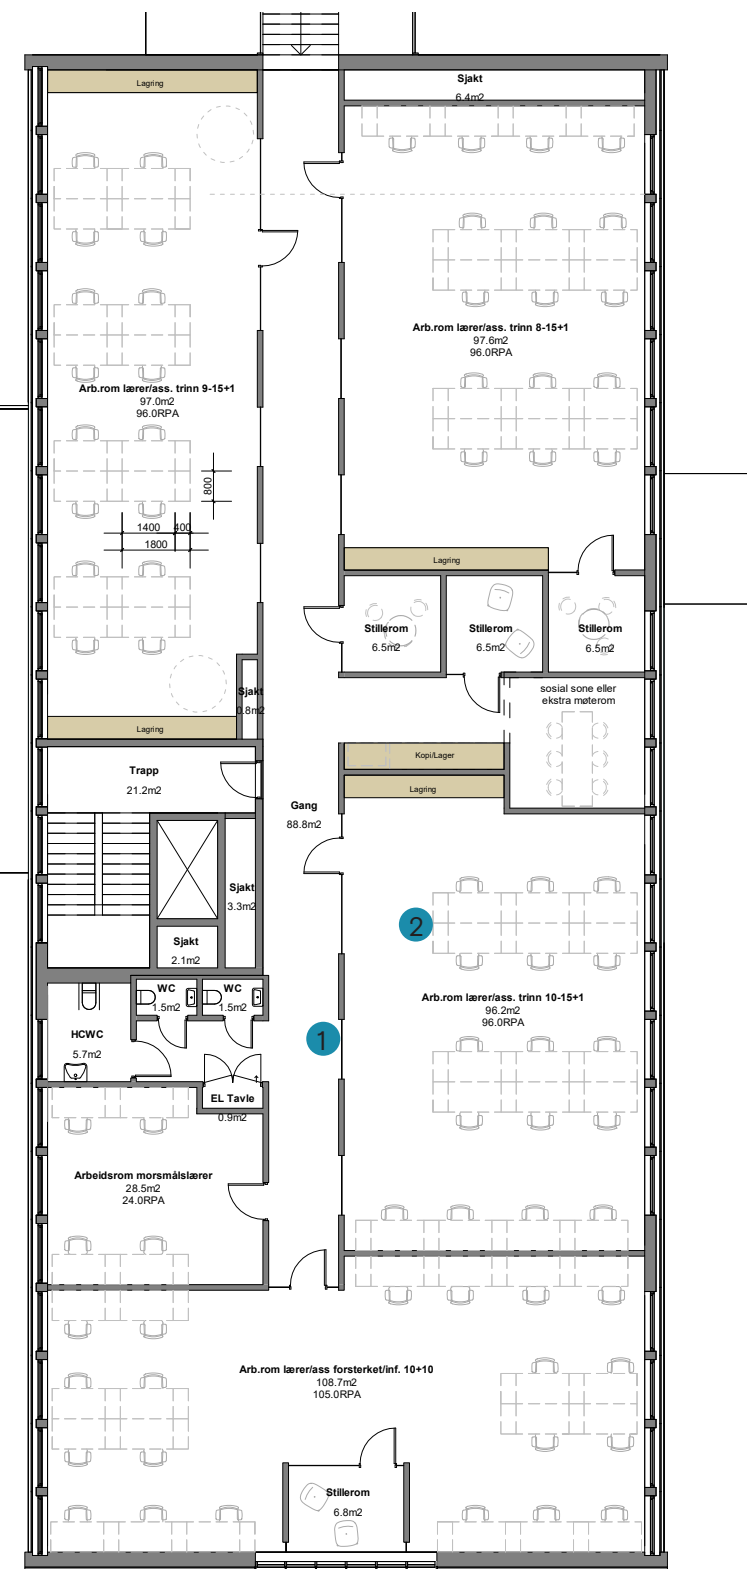 Lagring
Sjakt
6.4m2
Arb.rom lærer/ass. trinn 8-15+1
97.6m2
96.0RPA
Arb.rom lærer/ass. trinn 9-15+1
97.0m2
96.0RPA
800
1400
400
1800
Lagring
Stillerom
6.5m2
Stillerom
6.5m2
Stillerom
6.5m2
Sjakt
0.8m2
sosial sone eller
ekstra møterom
Lagring
Kopi/Lager
Trapp
21.2m2
Lagring
Gang
88.8m2
Sjakt
3.3m2
2
Sjakt
2.1m2
WC
1.5m2
WC
1.5m2
Arb.rom lærer/ass. trinn 10-15+1
96.2m2
96.0RPA
HCWC
5.7m2
1
EL Tavle
0.9m2
Arbeidsrom morsmålslærer
28.5m2
24.0RPA
Arb.rom lærer/ass forsterket/inf. 10+10
108.7m2
105.0RPA
Stillerom
6.8m2